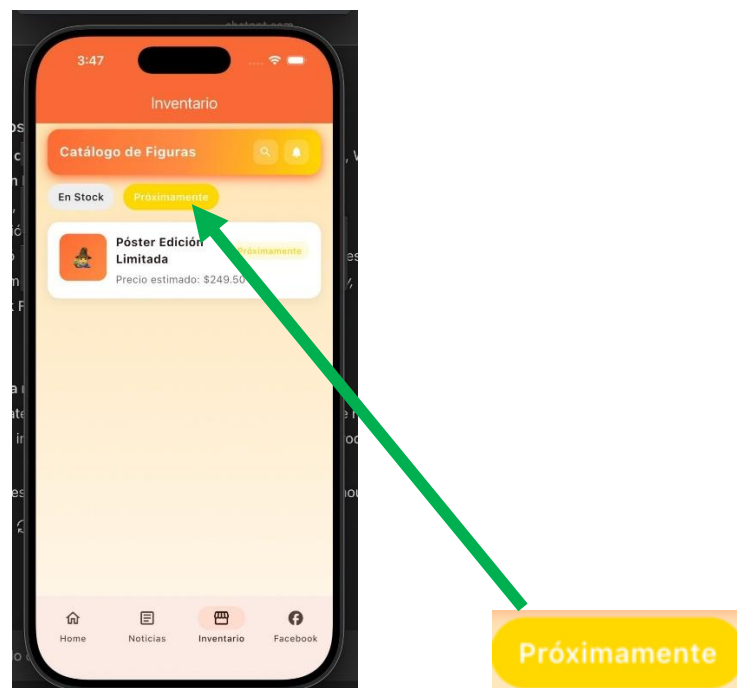 3:47
Inventario
Catálogo de Figuras
En Stock
Próximamente
Póster Edición
Limitada
Próximamente
Precio estimado: $249.50
Home
Noticias
Inventario
Facebook
Próximamente